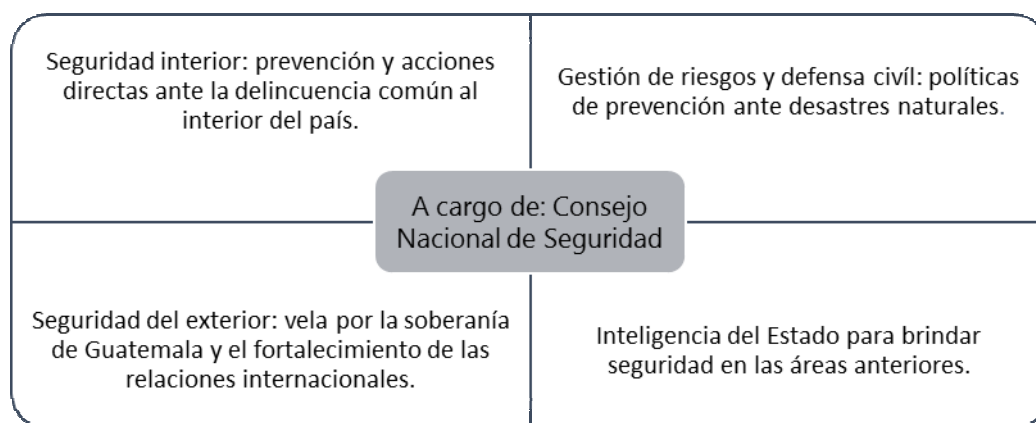 Seguridad interior: prevención y acciones
directas ante la delincuencia común al
interior del país.
Gestión de riesgos y defensa civíl: políticas
de prevención ante desastres naturales.
A cargo de: Consejo
Nacional de Seguridad
Seguridad del exterior: vela por la soberanía
de Guatemala y el fortalecimiento de las
relaciones internacionales.
Inteligencia del Estado para brindar
seguridad en las áreas anteriores.